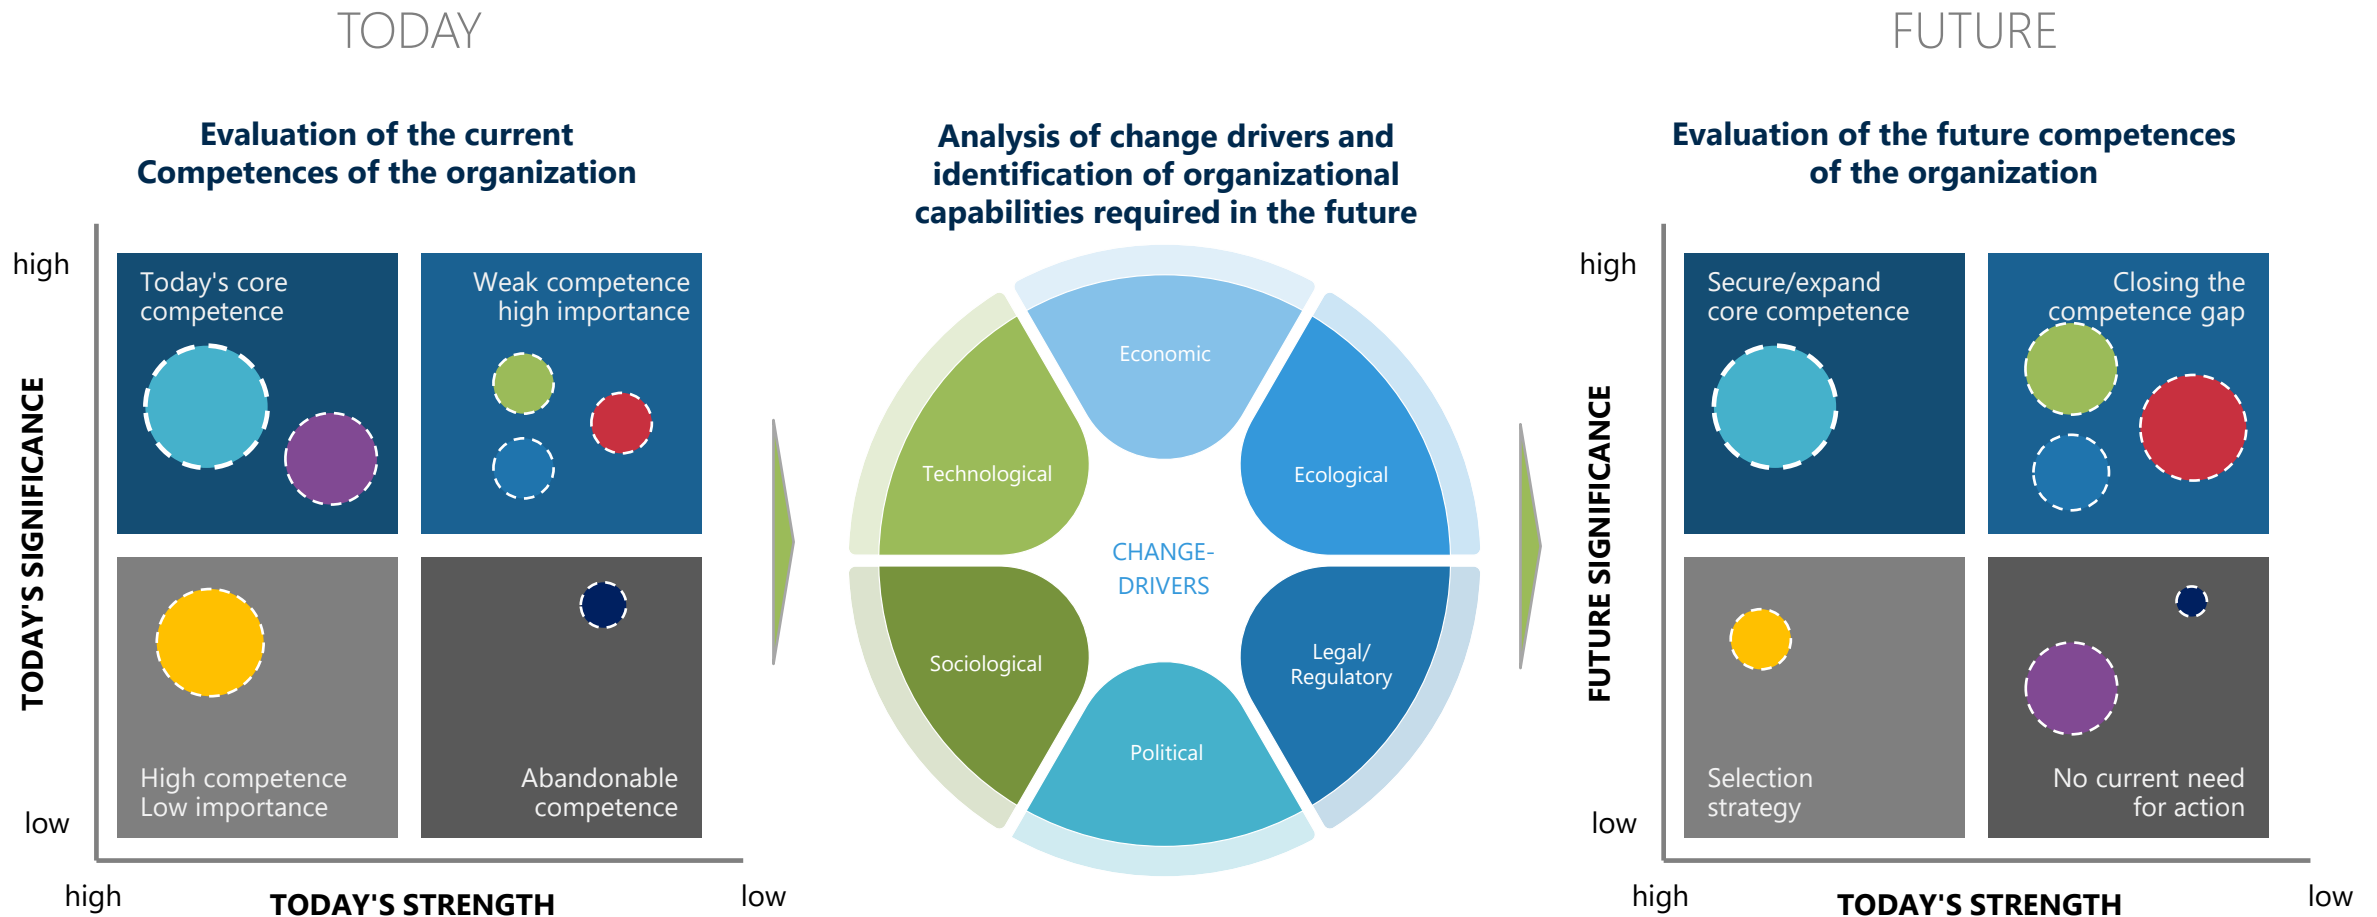 TODAY
FUTURE
Evaluation of the current
Competences of the organization
Analysis of change drivers and
identification of organizational
capabilities required in the future
Evaluation of the future competences
of the organization
high
Today's core
competence
Weak competence
high importance
TODAY'S SIGNIFICANCE
High competence
Low importance
Abandonable
competence
low
high
TODAY'S STRENGTH
low
Economic
Technological
Ecological
CHANGE-
DRIVERS
Sociological
Legal/
Regulatory
Political
high
Secure/expand
core competence
Closing the
competence gap
FUTURE SIGNIFICANCE
Selection
strategy
No current need
for action
low
high
TODAY'S STRENGTH
low